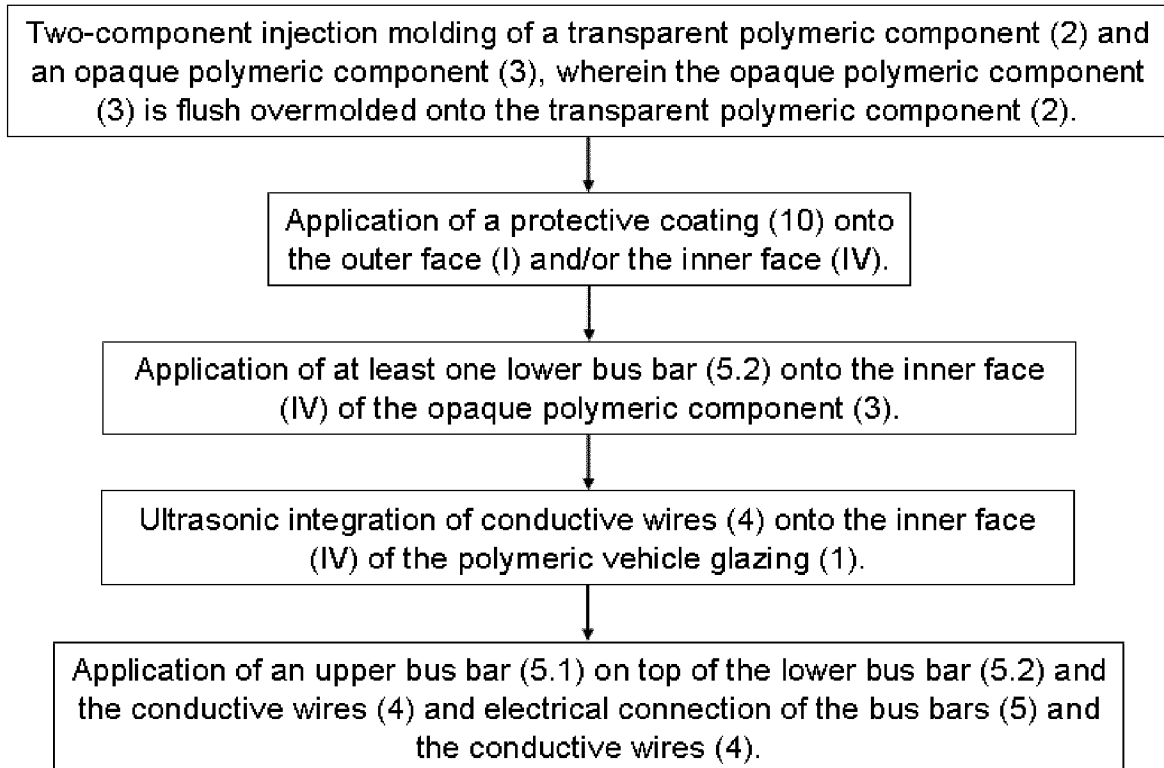 Two-component injection molding of a transparent polymeric component (2) and
an opaque polymeric component (3), wherein the opaque polymeric component
(3) is flush overmolded onto the transparent polymeric component (2).
Application of a protective coating (10) onto
the outer face (I) and/or the inner face (IV).
Application of at least one lower bus bar (5.2) onto the inner face
(IV) of the opaque polymeric component (3).
Ultrasonic integration of conductive wires (4) onto the inner face
(IV) of the polymeric vehicle glazing (1).
Application of an upper bus bar (5.1) on top of the lower bus bar (5.2) and
the conductive wires (4) and electrical connection of the bus bars (5) and
the conductive wires (4).